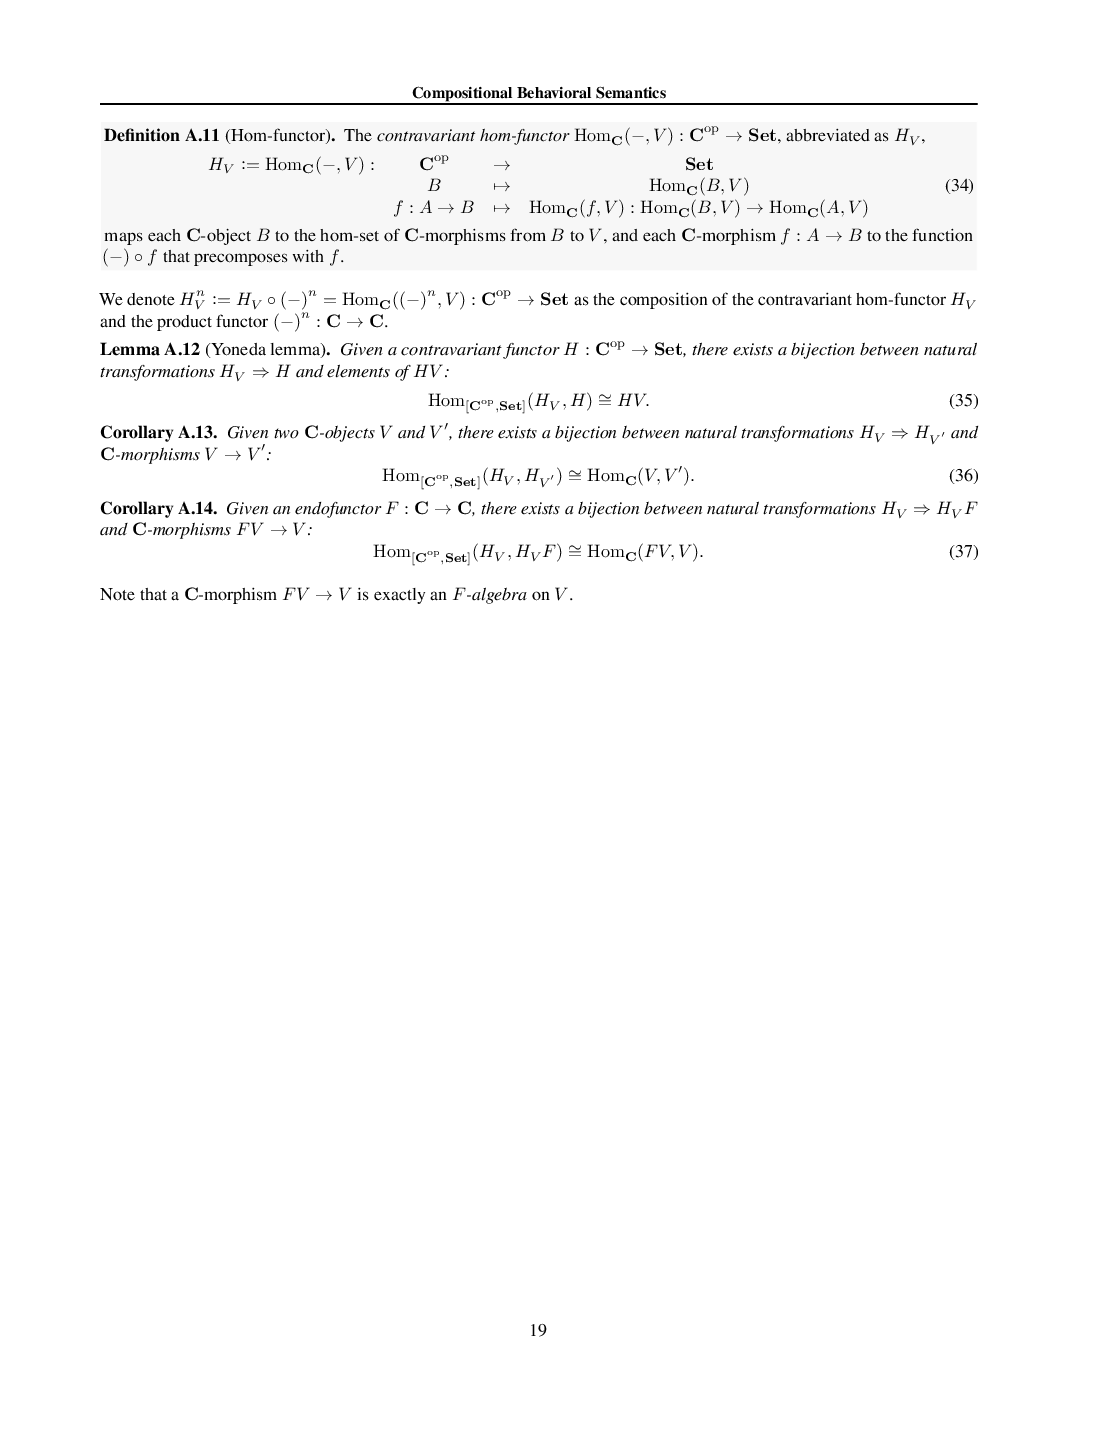 Compositional Behavioral Semantics
Definition A.11 (Hom-functor). The contravariant hom-functor Hom_C(−, V) : C^op → Set, abbreviated as H_V,
H_V := Hom_C(−, V) : C^op → Set
B ↦ Hom_C(B, V) (34)
f : A → B ↦ Hom_C(f, V) : Hom_C(B, V) → Hom_C(A, V)
maps each C-object B to the hom-set of C-morphisms from B to V, and each C-morphism f : A → B to the function
(−) ∘ f that precomposes with f.
We denote H_V^n := H_V ∘ (−)^n = Hom_C((−)^n, V) : C^op → Set as the composition of the contravariant hom-functor H_V
and the product functor (−)^n : C → C.
Lemma A.12 (Yoneda lemma). Given a contravariant functor H : C^op → Set, there exists a bijection between natural
transformations H_V ⇒ H and elements of HV:
Hom_[C^op,Set](H_V, H) ≅ HV. (35)
Corollary A.13. Given two C-objects V and V′, there exists a bijection between natural transformations H_V ⇒ H_V′ and
C-morphisms V → V′:
Hom_[C^op,Set](H_V, H_V′) ≅ Hom_C(V, V′). (36)
Corollary A.14. Given an endofunctor F : C → C, there exists a bijection between natural transformations H_V ⇒ H_V F
and C-morphisms FV → V:
Hom_[C^op,Set](H_V, H_V F) ≅ Hom_C(FV, V). (37)
Note that a C-morphism FV → V is exactly an F-algebra on V.
19